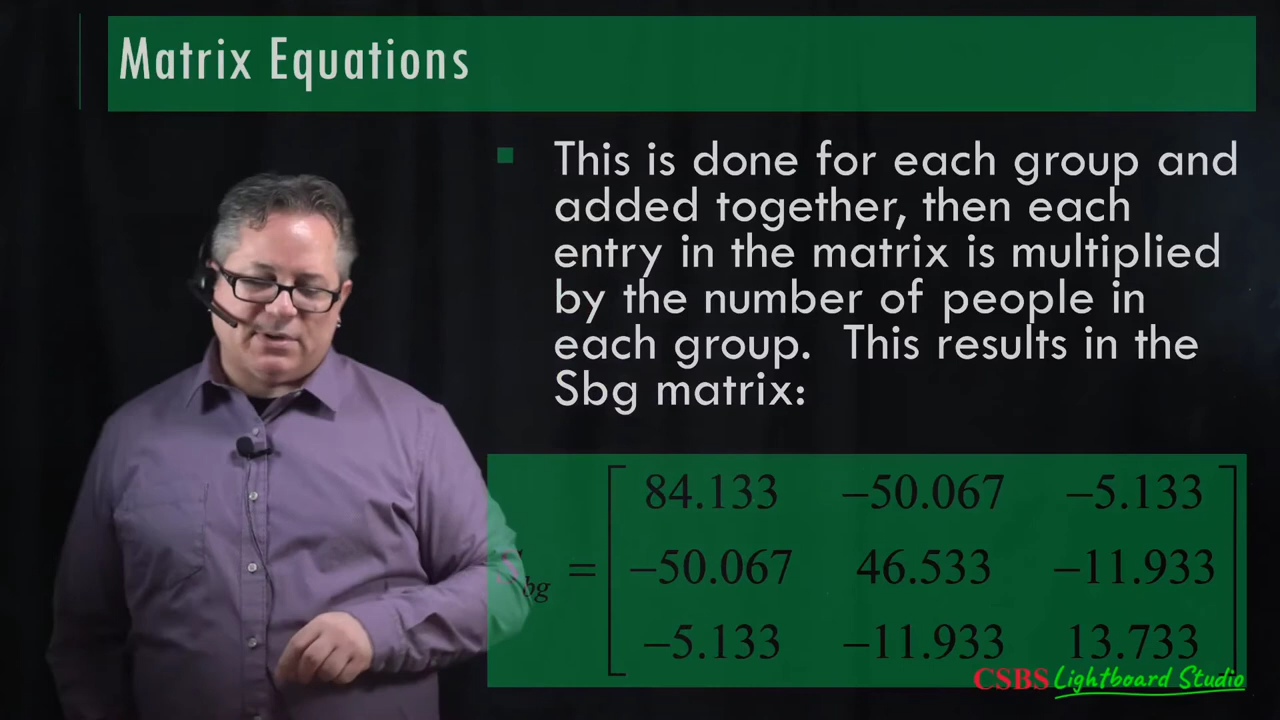 Matrix Equations
This is done for each group and
added together, then each
entry in the matrix is multiplied
by the number of people in
each group. This results in the
Sbg matrix:
84.133 −50.067 −5.133
S_bg = −50.067 46.533 −11.933
−5.133 −11.933 13.733
CSBS Lightboard Studio